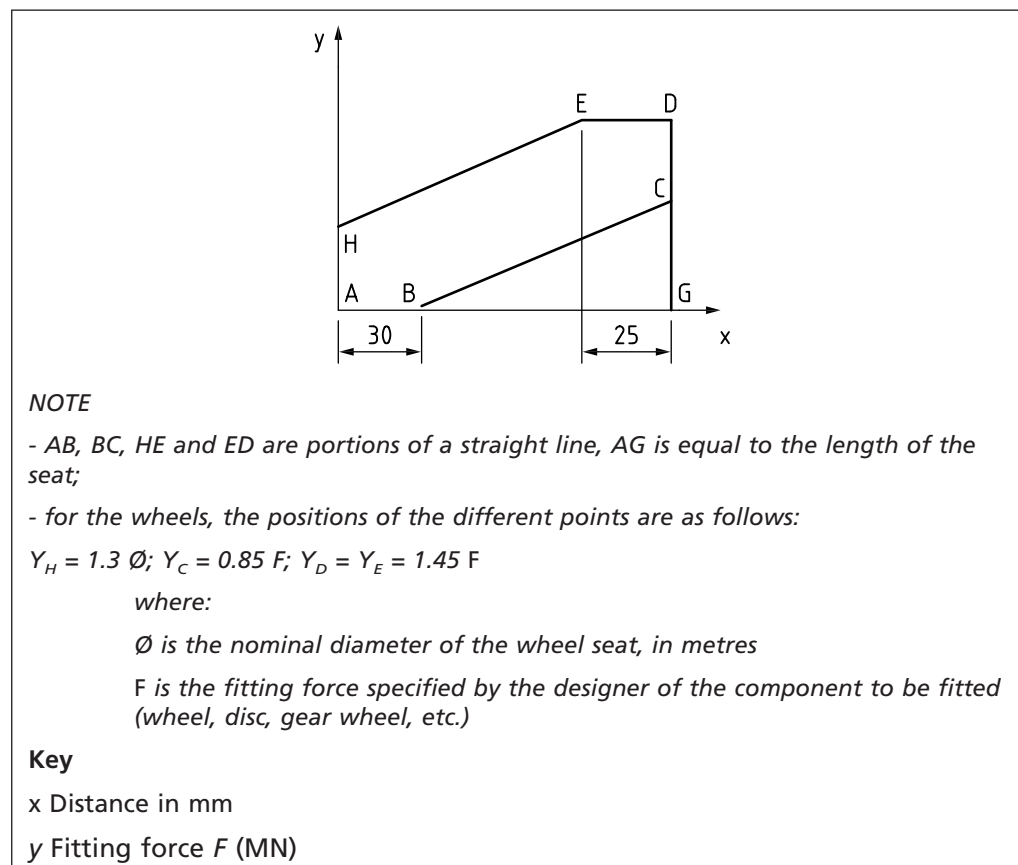 y
E D
C
H
A B G
30 25 x
NOTE
- AB, BC, HE and ED are portions of a straight line, AG is equal to the length of the
seat;
- for the wheels, the positions of the different points are as follows:
Y_H = 1.3 Ø; Y_C = 0.85 F; Y_D = Y_E = 1.45 F
where:
Ø is the nominal diameter of the wheel seat, in metres
F is the fitting force specified by the designer of the component to be fitted
(wheel, disc, gear wheel, etc.)
Key
x Distance in mm
y Fitting force F (MN)